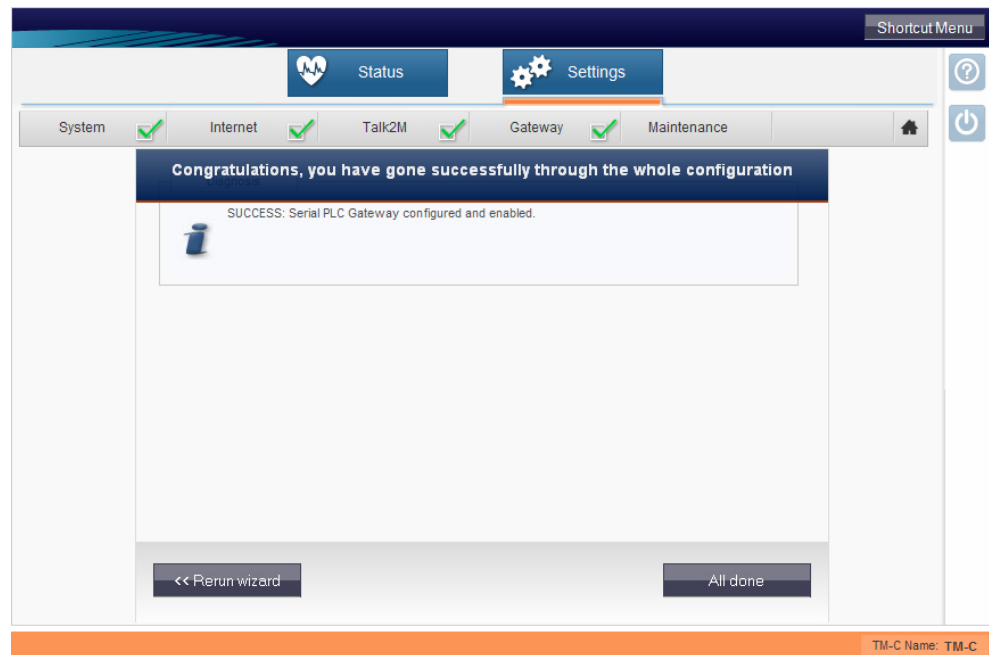 Shortcut Menu
Status
Settings
System
Internet
Talk2M
Gateway
Maintenance
Congratulations, you have gone successfully through the whole configuration
Diagnosis
SUCCESS: Serial PLC Gateway configured and enabled.
<< Rerun wizard
All done
TM-C Name: TM-C